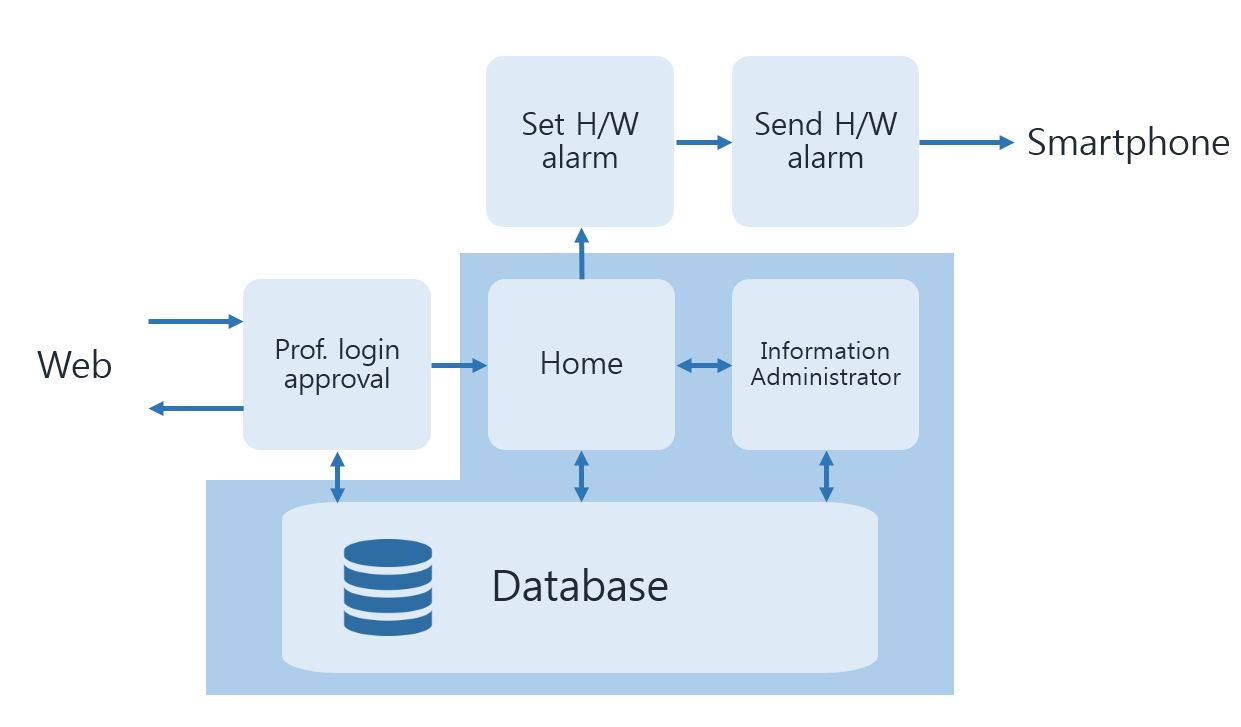 Set H/W
alarm
Send H/W
alarm
Smartphone
Web
Prof. login
approval
Home
Information
Administrator
Database